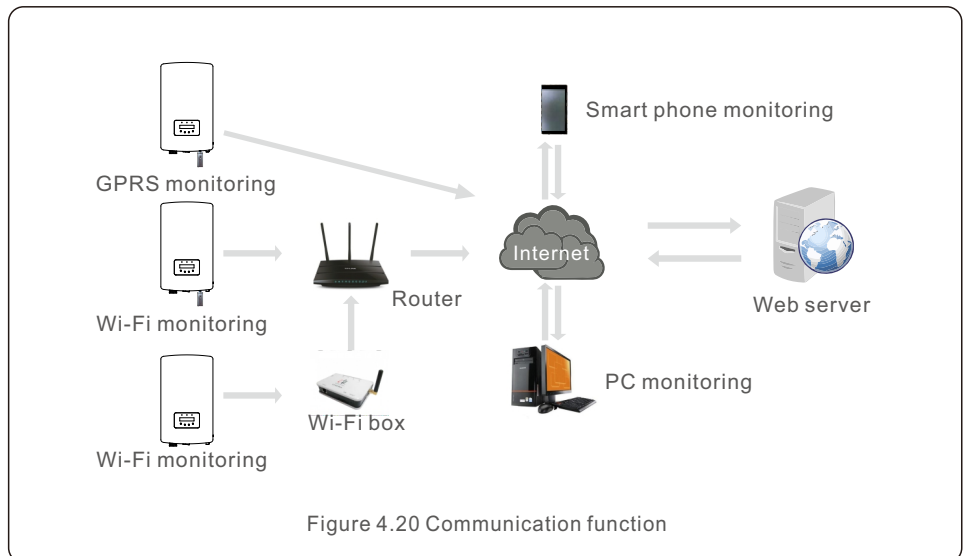 Smart phone monitoring
GPRS monitoring
Internet
Router
Web server
Wi-Fi monitoring
PC monitoring
Wi-Fi box
Wi-Fi monitoring
Figure 4.20 Communication function